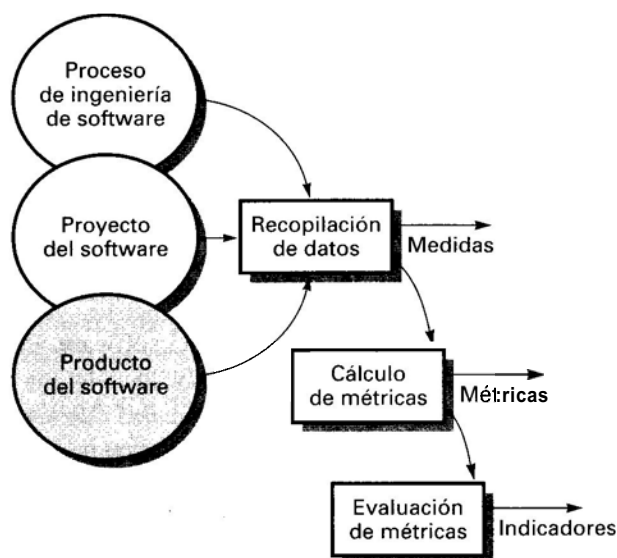 Proceso
de ingeniería
de software
Proyecto
del software
Producto
del software
Recopilación
de datos
Medidas
Cálculo
de métricas
Métricas
Evaluación
de métricas
Indicadores